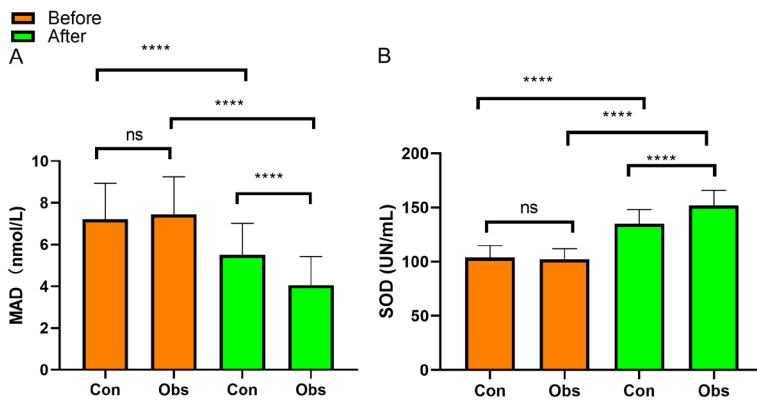 Before
After
A
B
****
****
ns
****
MAD （nmol/L)
10
8
6
4
2
0
Con
Obs
Con
Obs
****
****
****
ns
SOD (UN/mL)
200
150
100
50
0
Con
Obs
Con
Obs